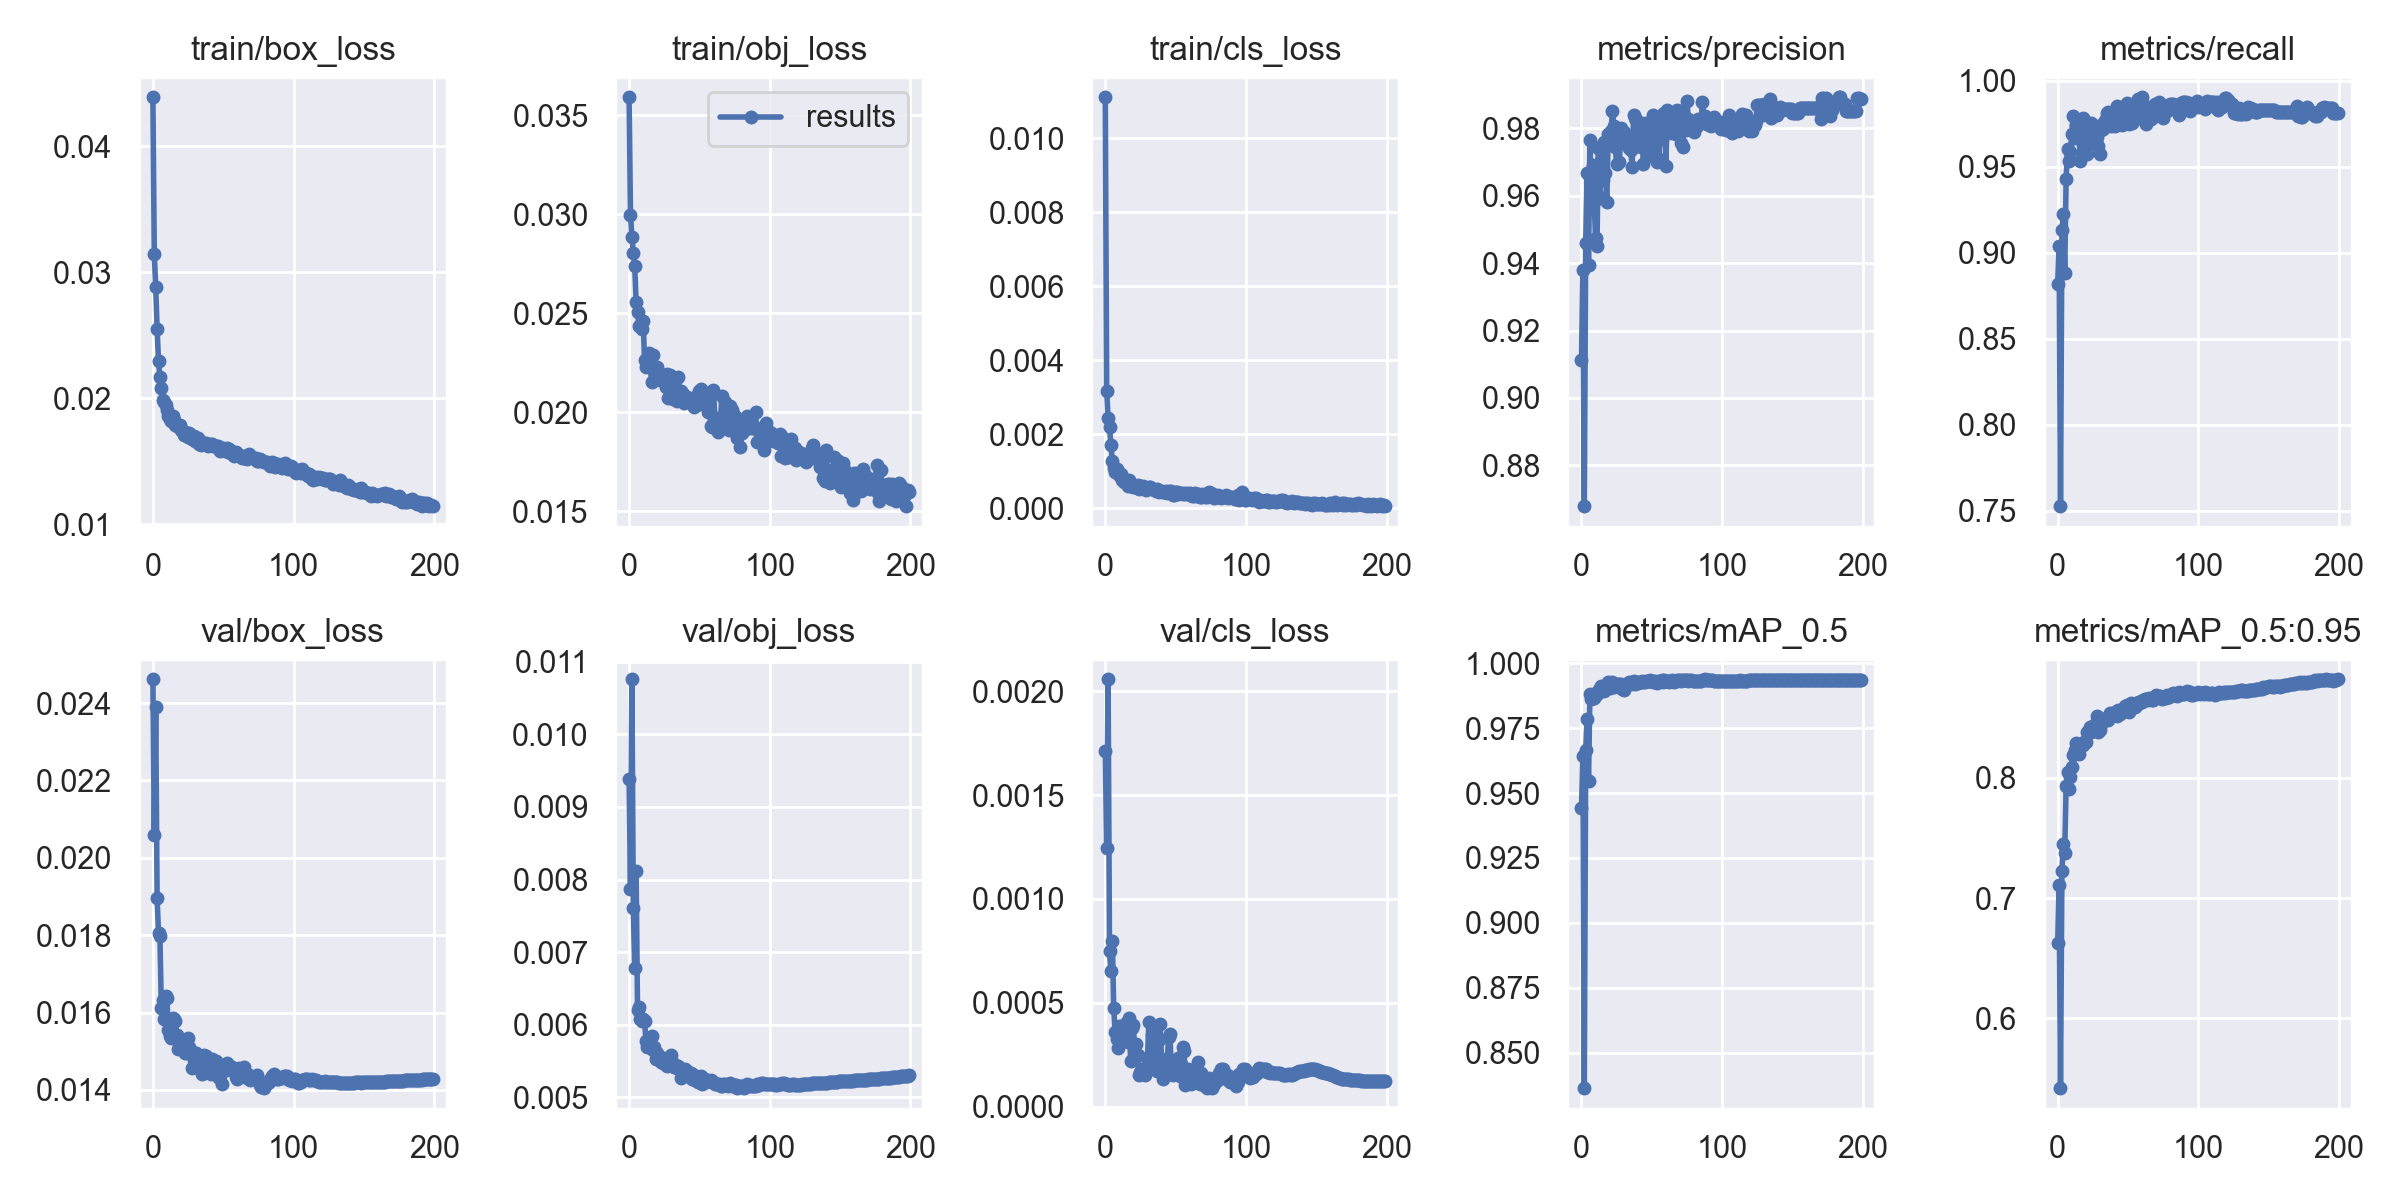 train/box_loss
0.04
0.03
0.02
0.01
0 100 200
train/obj_loss
results
0.035
0.030
0.025
0.020
0.015
0 100 200
train/cls_loss
0.010
0.008
0.006
0.004
0.002
0.000
0 100 200
metrics/precision
0.98
0.96
0.94
0.92
0.90
0.88
0 100 200
metrics/recall
1.00
0.95
0.90
0.85
0.80
0.75
0 100 200
val/box_loss
0.024
0.022
0.020
0.018
0.016
0.014
0 100 200
val/obj_loss
0.011
0.010
0.009
0.008
0.007
0.006
0.005
0 100 200
val/cls_loss
0.0020
0.0015
0.0010
0.0005
0.0000
0 100 200
metrics/mAP_0.5
1.000
0.975
0.950
0.925
0.900
0.875
0.850
0 100 200
metrics/mAP_0.5:0.95
0.8
0.7
0.6
0 100 200